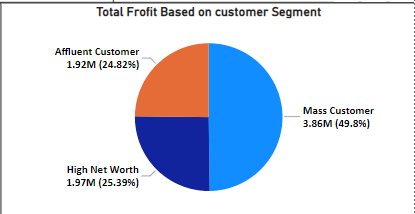 Total Frofit Based on customer Segment
Affluent Customer
1.92M (24.82%)
Mass Customer
3.86M (49.8%)
High Net Worth
1.97M (25.39%)